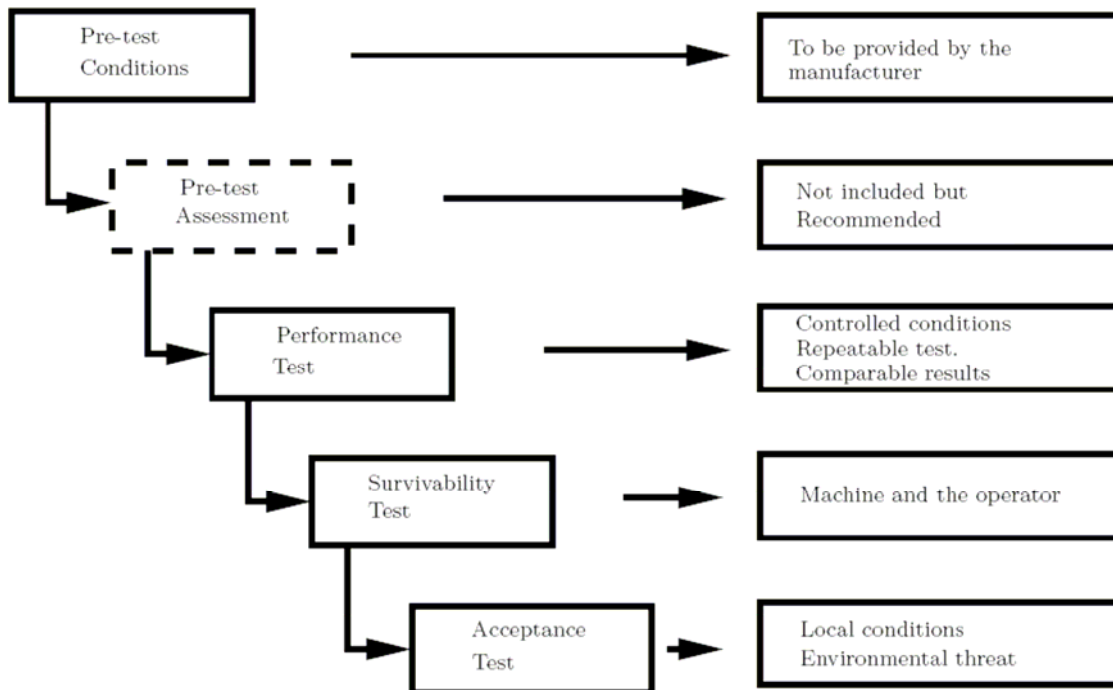 Pre-test
Conditions
To be provided by the
manufacturer
Pre-test
Assessment
Not included but
Recommended
Performance
Test
Controlled conditions
Repeatable test.
Comparable results
Survivability
Test
Machine and the operator
Acceptance
Test
Local conditions
Environmental threat